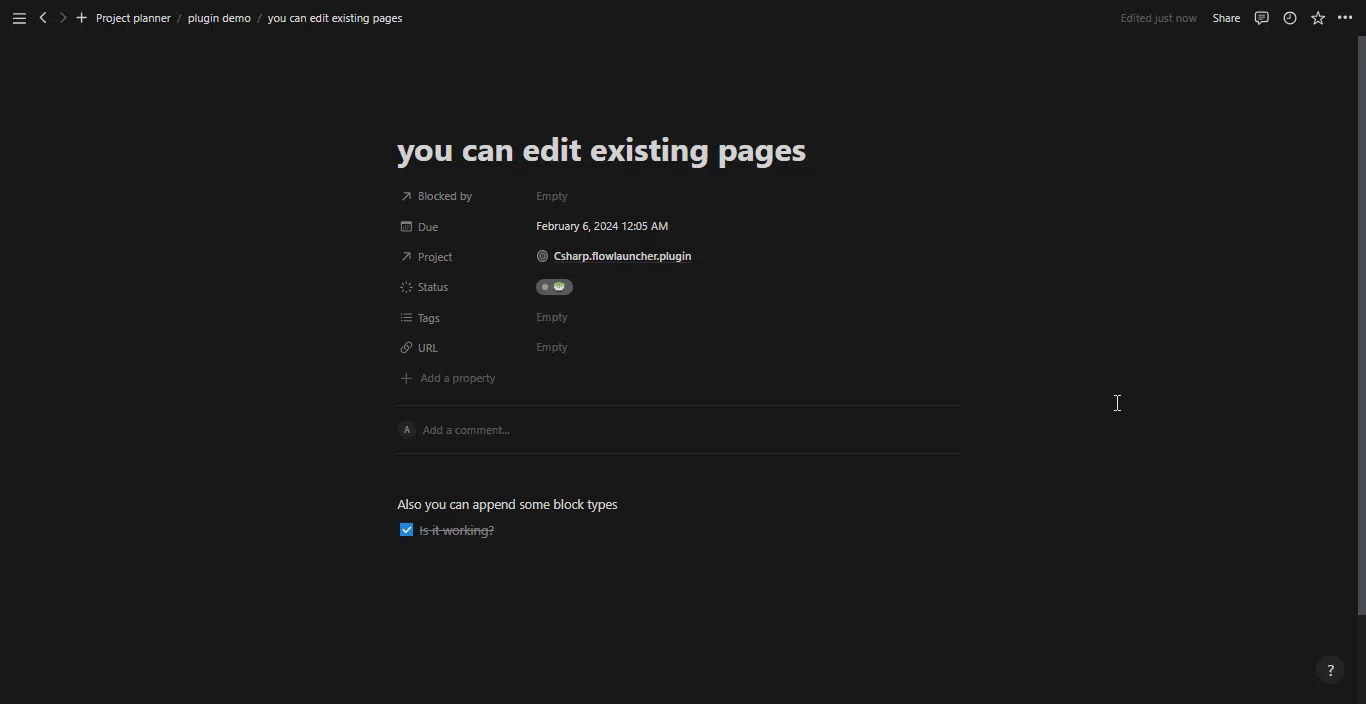 Project planner / plugin demo / you can edit existing pages
Edited just now Share
you can edit existing pages
Blocked by Empty
Due February 6, 2024 12:05 AM
Project Csharp.flowlauncher.plugin
Status
Tags Empty
URL Empty
Add a property
A Add a comment...
Also you can append some block types
Is it working?
?